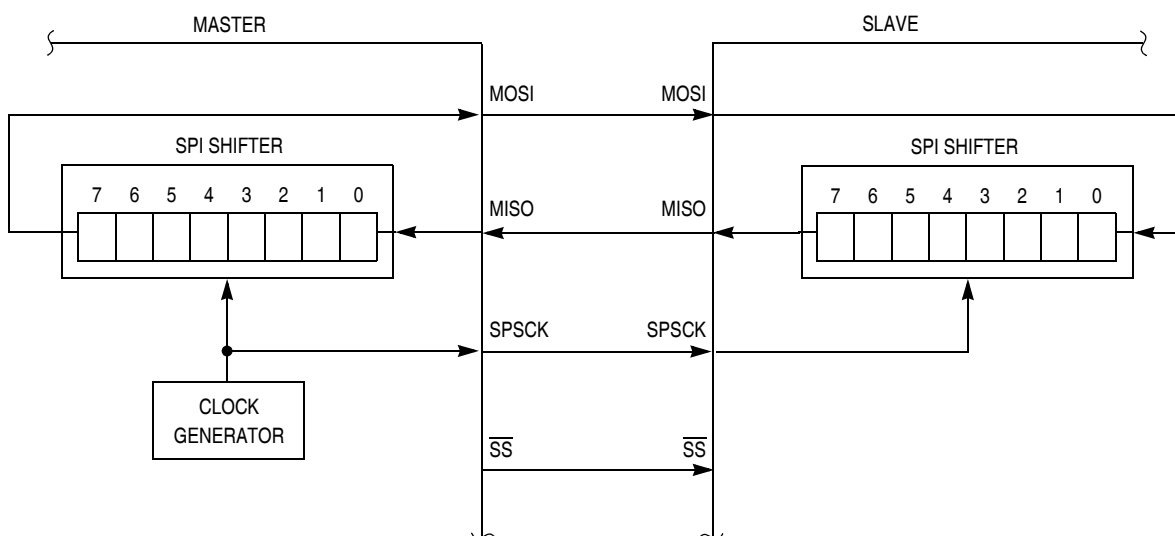 MASTER
SLAVE
MOSI MOSI
SPI SHIFTER SPI SHIFTER
7 6 5 4 3 2 1 0 7 6 5 4 3 2 1 0
MISO MISO
SPSCK SPSCK
CLOCK
GENERATOR
SS SS